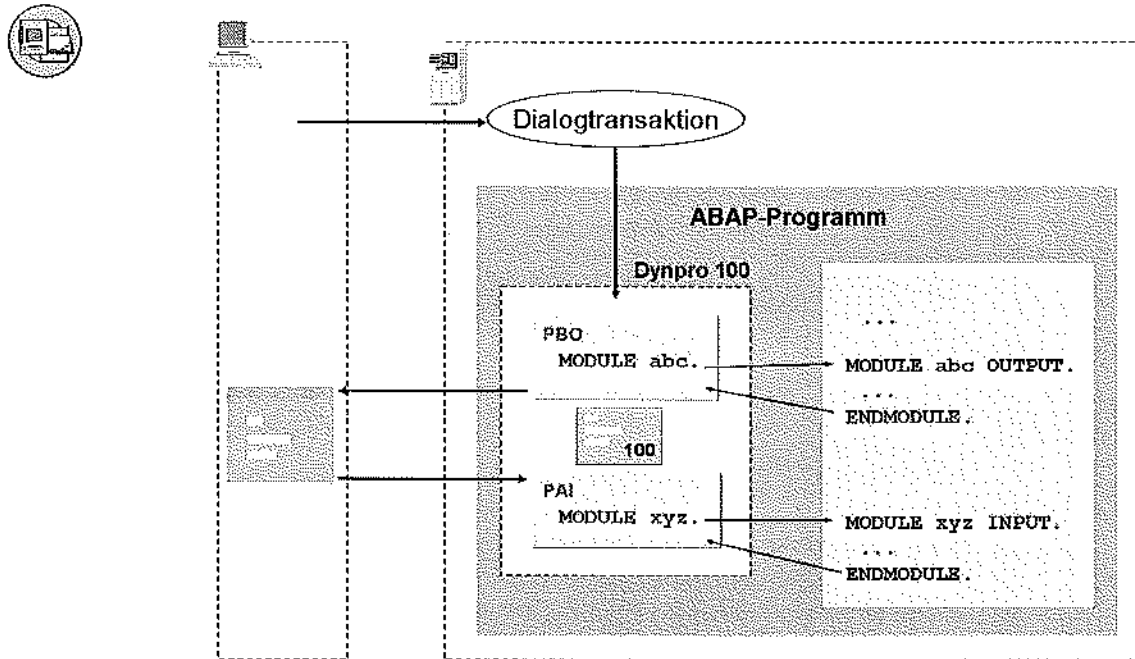 Dialogtransaktion
ABAP-Programm
Dynpro 100
PBO
MODULE abc.
100
PAI
MODULE xyz.
...
MODULE abc OUTPUT.
...
ENDMODULE.
MODULE xyz INPUT.
...
ENDMODULE.